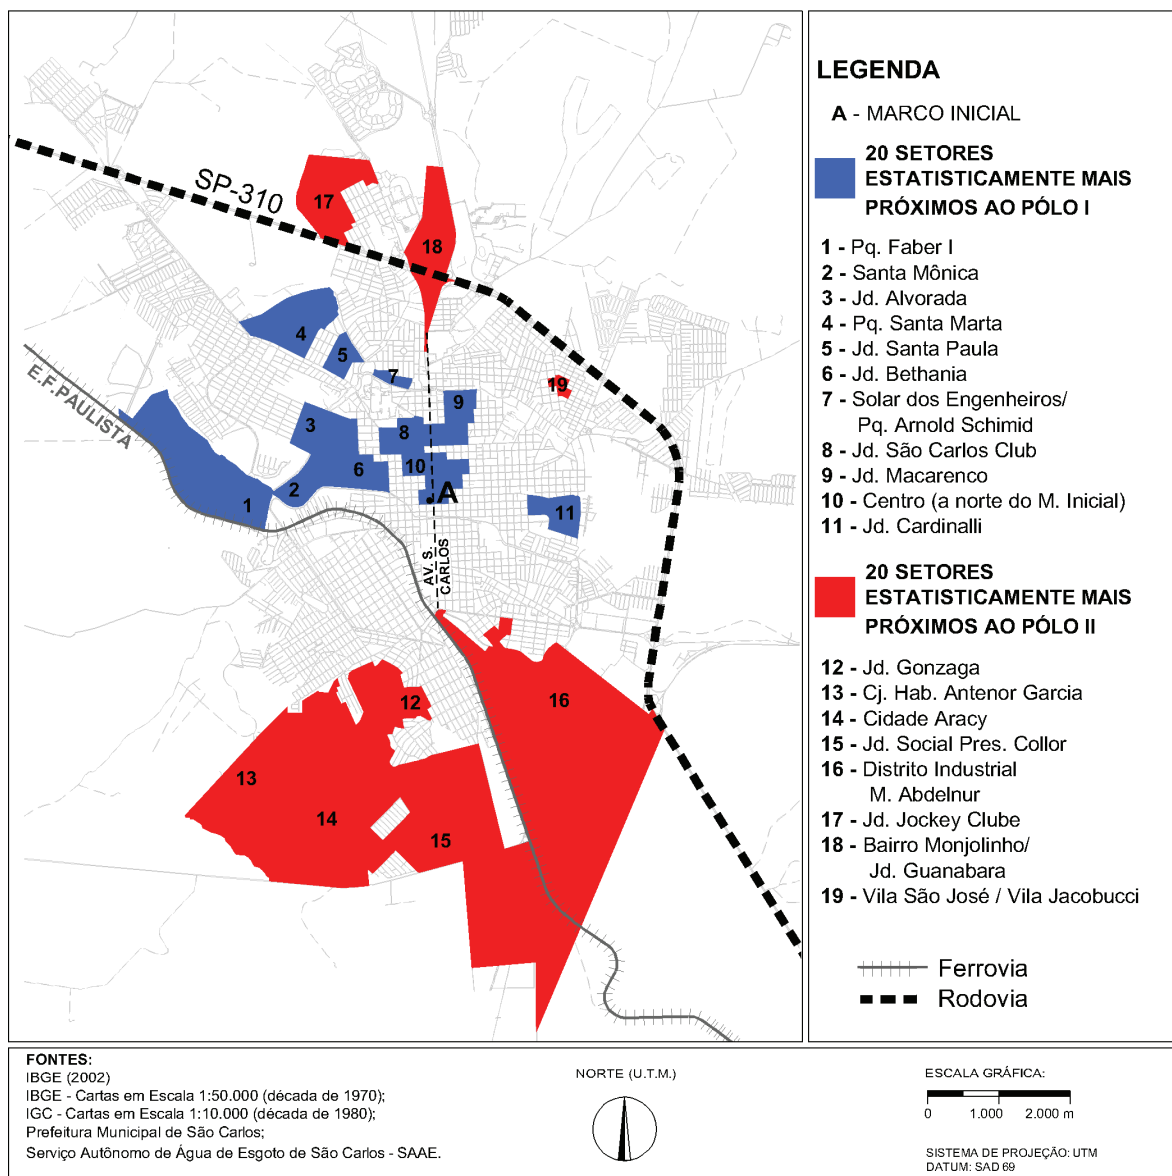 SP-310
E.F.PAULISTA
AV. S.
CARLOS
A
1
2
3
4
5
6
7
8
9
10
11
12
13
14
15
16
17
18
19
LEGENDA
A - MARCO INICIAL
20 SETORES
ESTATISTICAMENTE MAIS
PRÓXIMOS AO PÓLO I
1 - Pq. Faber I
2 - Santa Mônica
3 - Jd. Alvorada
4 - Pq. Santa Marta
5 - Jd. Santa Paula
6 - Jd. Bethania
7 - Solar dos Engenheiros/
Pq. Arnold Schimid
8 - Jd. São Carlos Club
9 - Jd. Macarenco
10 - Centro (a norte do M. Inicial)
11 - Jd. Cardinalli
20 SETORES
ESTATISTICAMENTE MAIS
PRÓXIMOS AO PÓLO II
12 - Jd. Gonzaga
13 - Cj. Hab. Antenor Garcia
14 - Cidade Aracy
15 - Jd. Social Pres. Collor
16 - Distrito Industrial
M. Abdelnur
17 - Jd. Jockey Clube
18 - Bairro Monjolinho/
Jd. Guanabara
19 - Vila São José / Vila Jacobucci
Ferrovia
Rodovia
FONTES:
IBGE (2002)
IBGE - Cartas em Escala 1:50.000 (década de 1970);
IGC - Cartas em Escala 1:10.000 (década de 1980);
Prefeitura Municipal de São Carlos;
Serviço Autônomo de Água de Esgoto de São Carlos - SAAE.
NORTE (U.T.M.)
ESCALA GRÁFICA:
0 1.000 2.000 m
SISTEMA DE PROJEÇÃO: UTM
DATUM: SAD 69